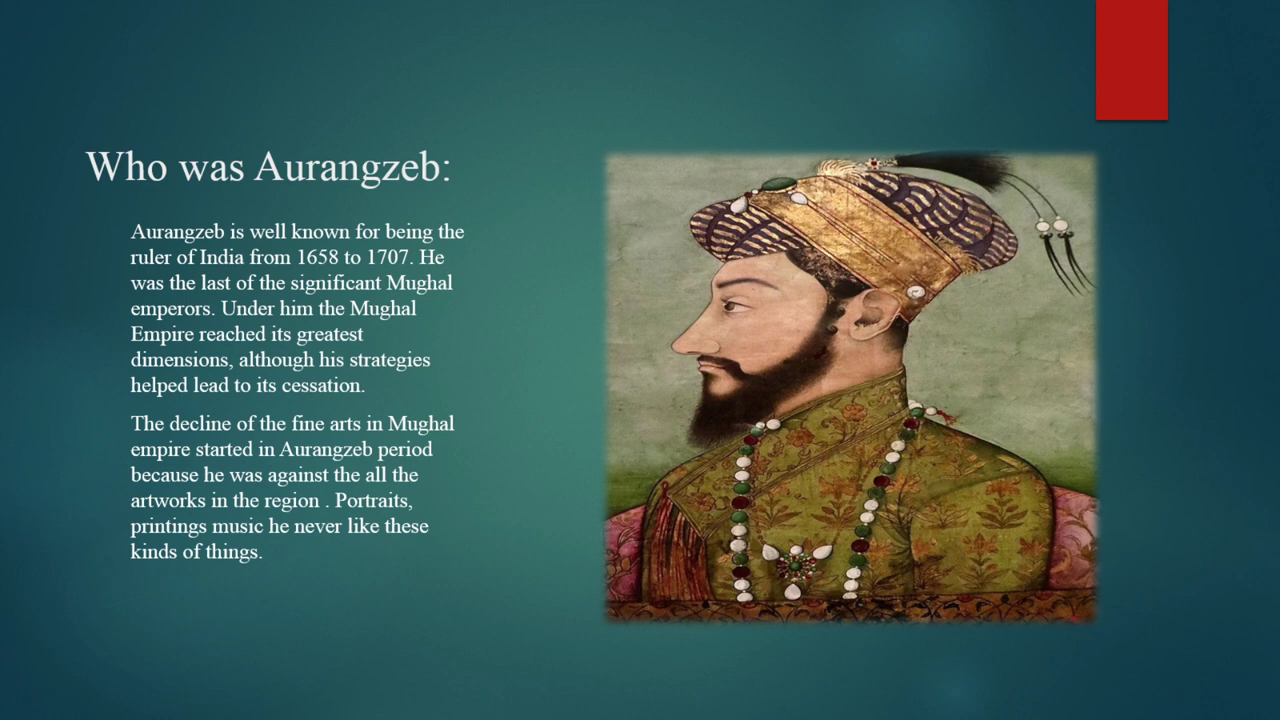 Who was Aurangzeb:
Aurangzeb is well known for being the
ruler of India from 1658 to 1707. He
was the last of the significant Mughal
emperors. Under him the Mughal
Empire reached its greatest
dimensions, although his strategies
helped lead to its cessation.
The decline of the fine arts in Mughal
empire started in Aurangzeb period
because he was against the all the
artworks in the region . Portraits,
printings music he never like these
kinds of things.